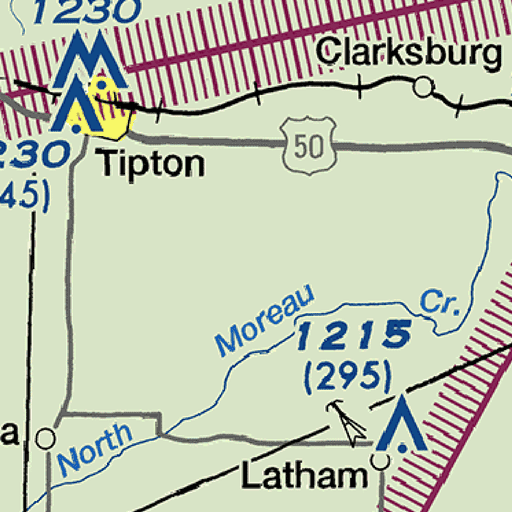 1230
Clarksburg
50
230
45)
Tipton
Moreau
Cr.
1215
(295)
a
North
Latham